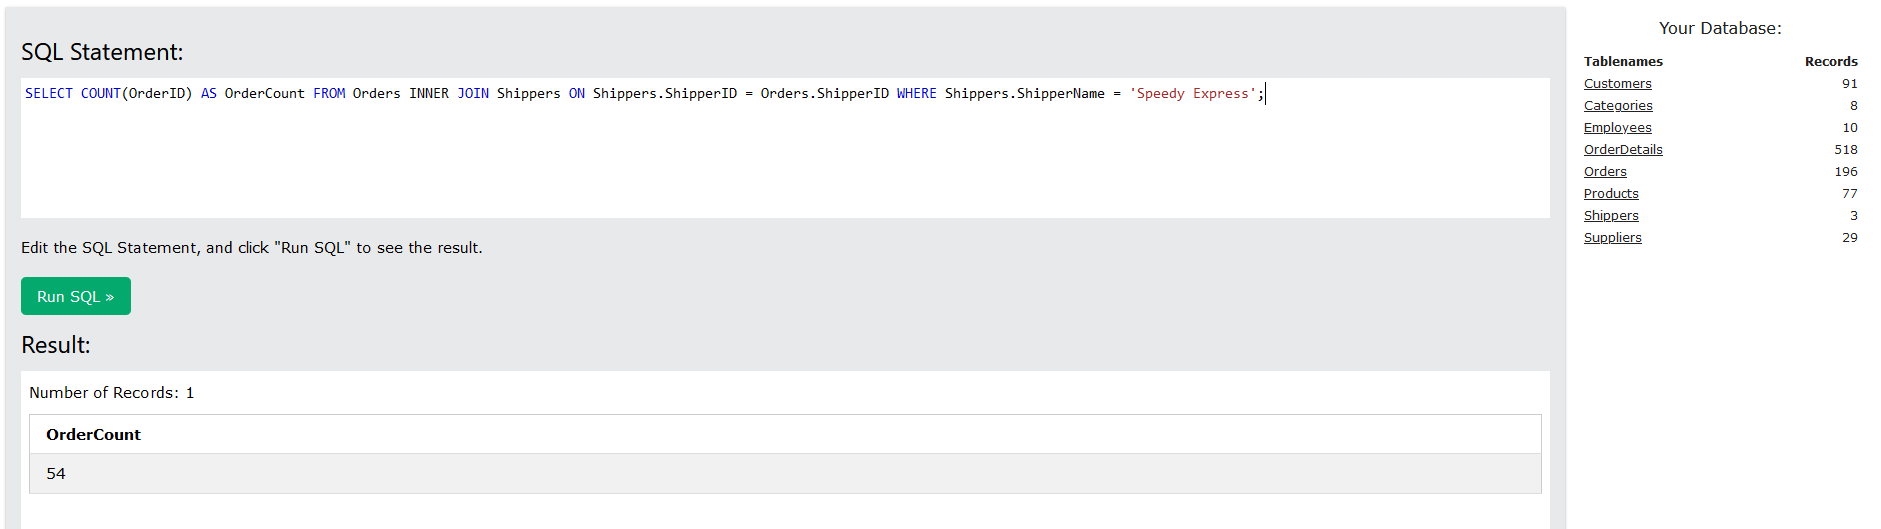 SQL Statement:
SELECT COUNT(OrderID) AS OrderCount FROM Orders INNER JOIN Shippers ON Shippers.ShipperID = Orders.ShipperID WHERE Shippers.ShipperName = 'Speedy Express';
Edit the SQL Statement, and click "Run SQL" to see the result.
Run SQL »
Result:
Number of Records: 1
OrderCount
54
Your Database:
Tablenames Records
Customers 91
Categories 8
Employees 10
OrderDetails 518
Orders 196
Products 77
Shippers 3
Suppliers 29